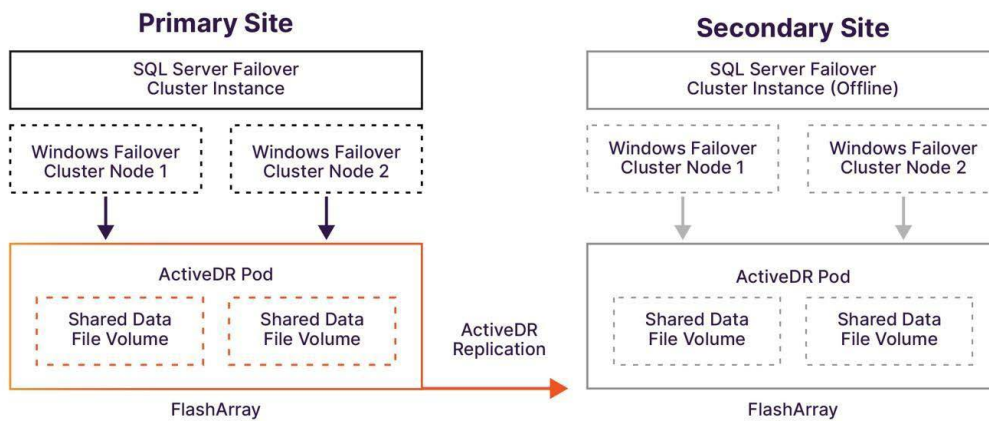 Primary Site
SQL Server Failover
Cluster Instance
Windows Failover
Cluster Node 1
Windows Failover
Cluster Node 2
ActiveDR Pod
Shared Data
File Volume
Shared Data
File Volume
FlashArray
ActiveDR
Replication
Secondary Site
SQL Server Failover
Cluster Instance (Offline)
Windows Failover
Cluster Node 1
Windows Failover
Cluster Node 2
ActiveDR Pod
Shared Data
File Volume
Shared Data
File Volume
FlashArray